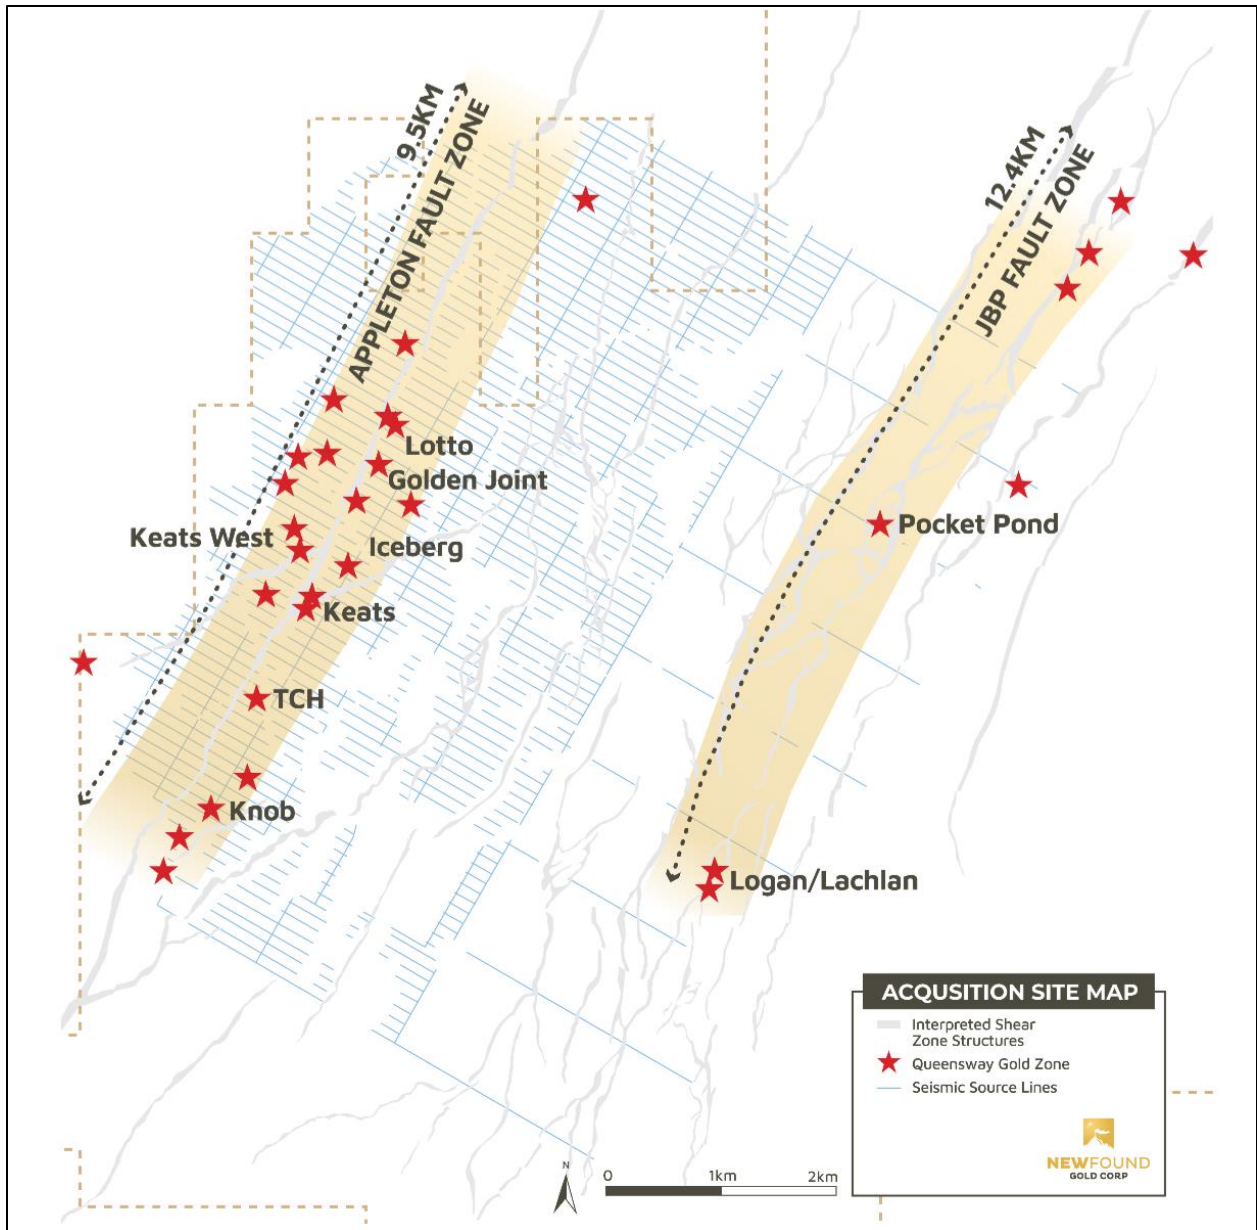 9.5KM
APPLETON FAULT ZONE
12.4KM
JBP FAULT ZONE
Lotto
Golden Joint
Keats West
Iceberg
Keats
Pocket Pond
TCH
Knob
Logan/Lachlan
ACQUSITION SITE MAP
Interpreted Shear
Zone Structures
Queensway Gold Zone
Seismic Source Lines
NEWFOUND
GOLD CORP
N
0 1km 2km